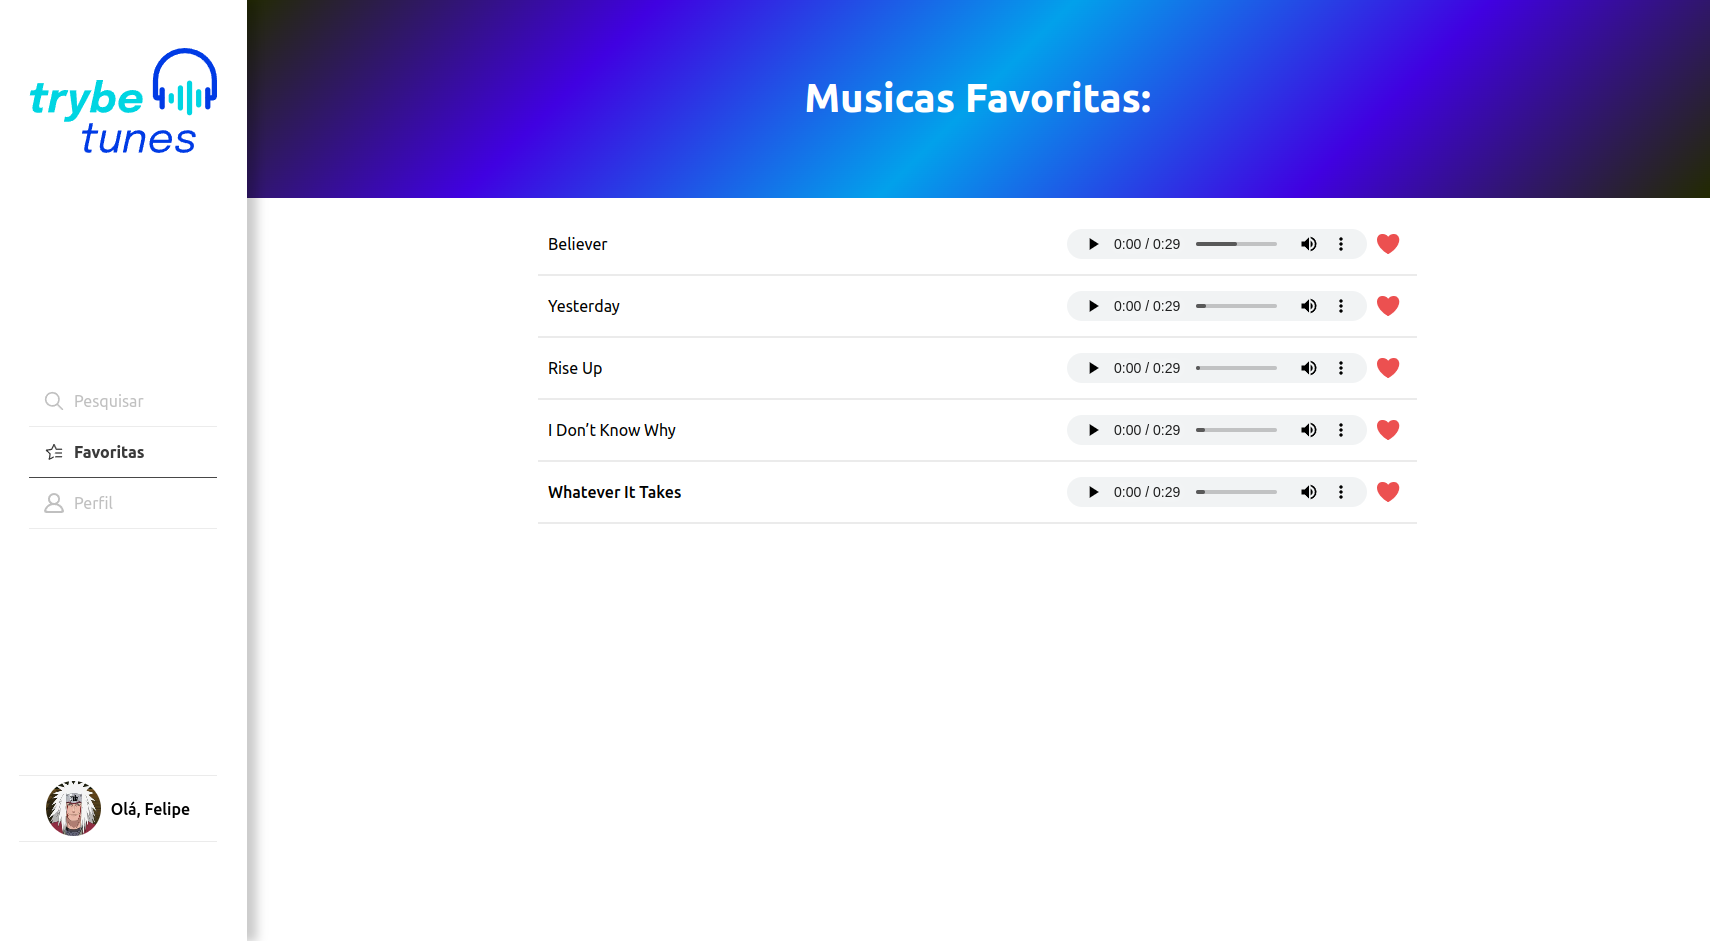 trybe
tunes
Pesquisar
Favoritas
Perfil
Olá, Felipe
Musicas Favoritas:
Believer 0:00 / 0:29
Yesterday 0:00 / 0:29
Rise Up 0:00 / 0:29
I Don’t Know Why 0:00 / 0:29
Whatever It Takes 0:00 / 0:29